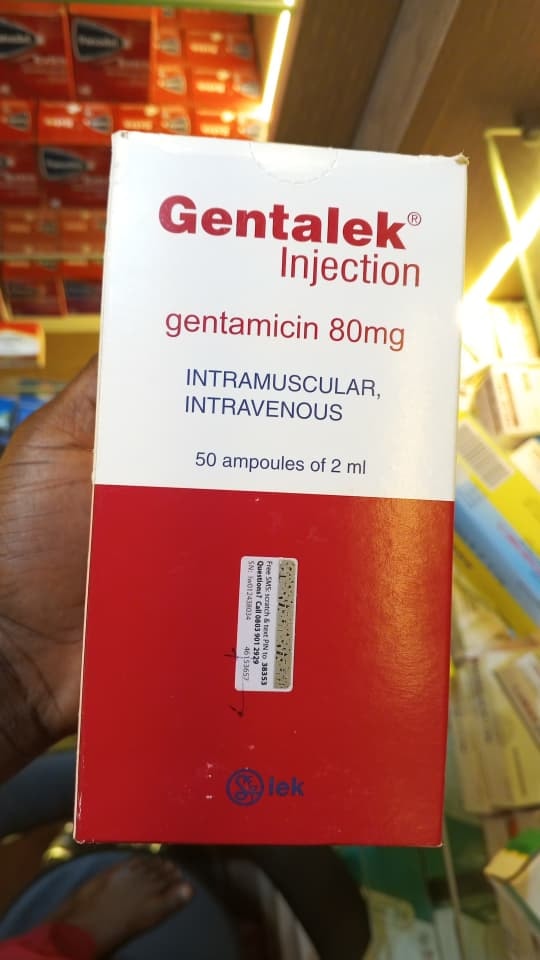 Gentalek®
Injection
gentamicin 80mg
INTRAMUSCULAR,
INTRAVENOUS
50 ampoules of 2 ml
Free SMS: scratch & text PIN to 38353
Questions? Call 0803 901 2929
46153657
lek